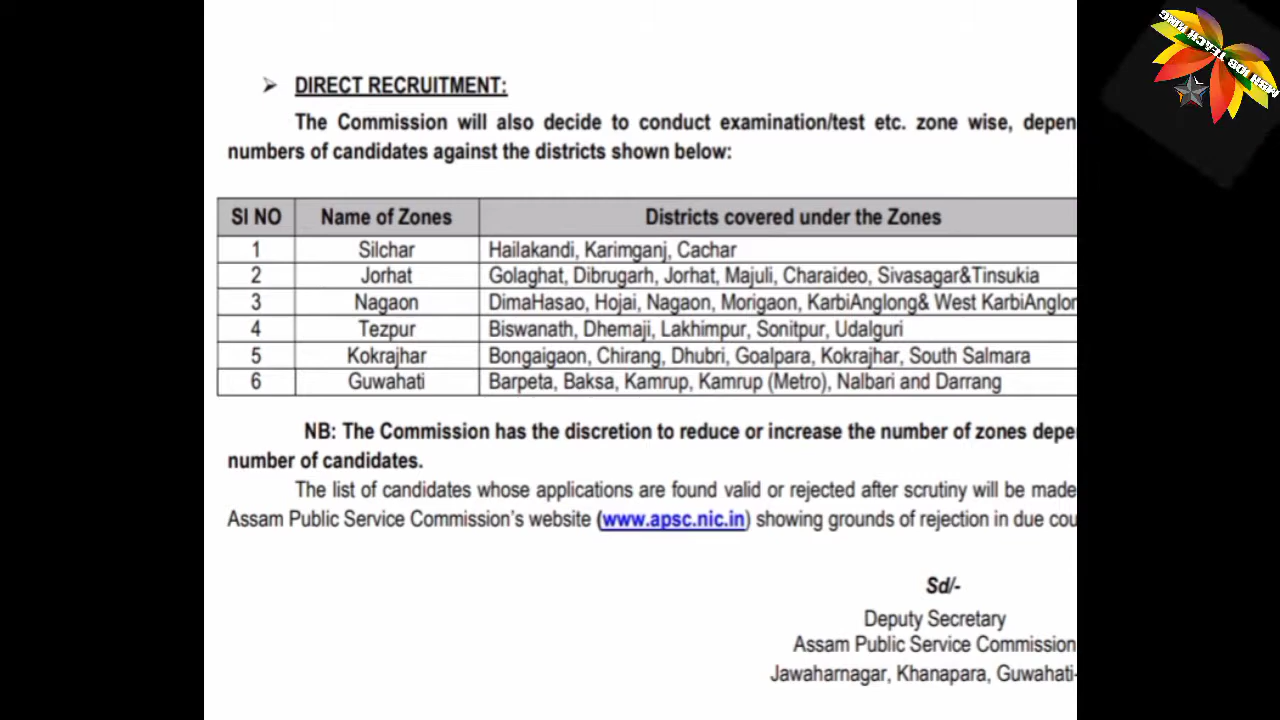 ➢ DIRECT RECRUITMENT:
The Commission will also decide to conduct examination/test etc. zone wise, depen
numbers of candidates against the districts shown below:
Sl NO Name of Zones Districts covered under the Zones
1 Silchar Hailakandi, Karimganj, Cachar
2 Jorhat Golaghat, Dibrugarh, Jorhat, Majuli, Charaideo, Sivasagar&Tinsukia
3 Nagaon DimaHasao, Hojai, Nagaon, Morigaon, KarbiAnglong& West KarbiAnglon
4 Tezpur Biswanath, Dhemaji, Lakhimpur, Sonitpur, Udalguri
5 Kokrajhar Bongaigaon, Chirang, Dhubri, Goalpara, Kokrajhar, South Salmara
6 Guwahati Barpeta, Baksa, Kamrup, Kamrup (Metro), Nalbari and Darrang
NB: The Commission has the discretion to reduce or increase the number of zones depe
number of candidates.
The list of candidates whose applications are found valid or rejected after scrutiny will be made
Assam Public Service Commission's website (www.apsc.nic.in) showing grounds of rejection in due cou
Sd/-
Deputy Secretary
Assam Public Service Commission
Jawaharnagar, Khanapara, Guwahati-
MBH JOB TEACH KING